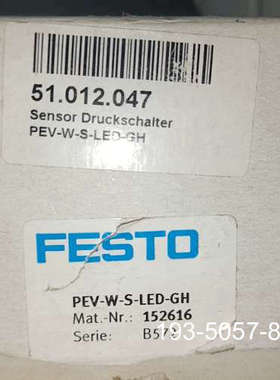 51.012.047
Sensor Druckschalter
PEV-W-S-LED-GH
FESTO
PEV-W-S-LED-GH
Mat.-Nr.: 152616
Serie:
193-5057-8